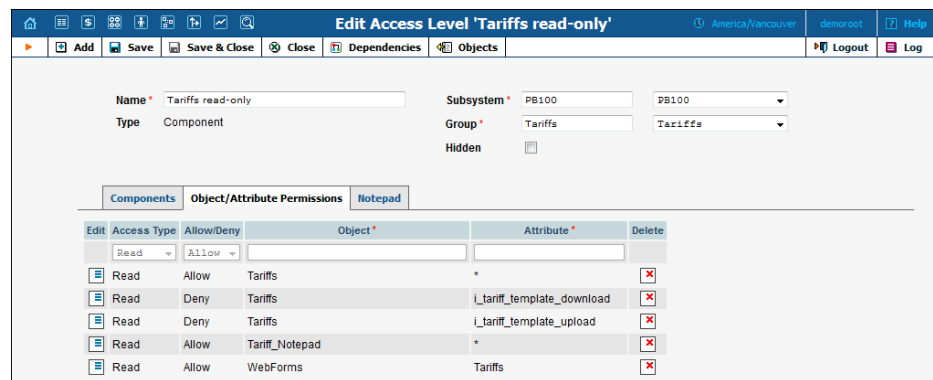 Edit Access Level 'Tariffs read-only' America/Vancouver demoroot ? Help
Add Save Save & Close Close Dependencies Objects Logout Log
Name * Tariffs read-only Subsystem * PB100 PB100
Type Component Group * Tariffs Tariffs
Hidden
Components Object/Attribute Permissions Notepad
Edit Access Type Allow/Deny Object * Attribute * Delete
Read Allow
Read Allow Tariffs *
Read Deny Tariffs i_tariff_template_download
Read Deny Tariffs i_tariff_template_upload
Read Allow Tariff_Notepad *
Read Allow WebForms Tariffs